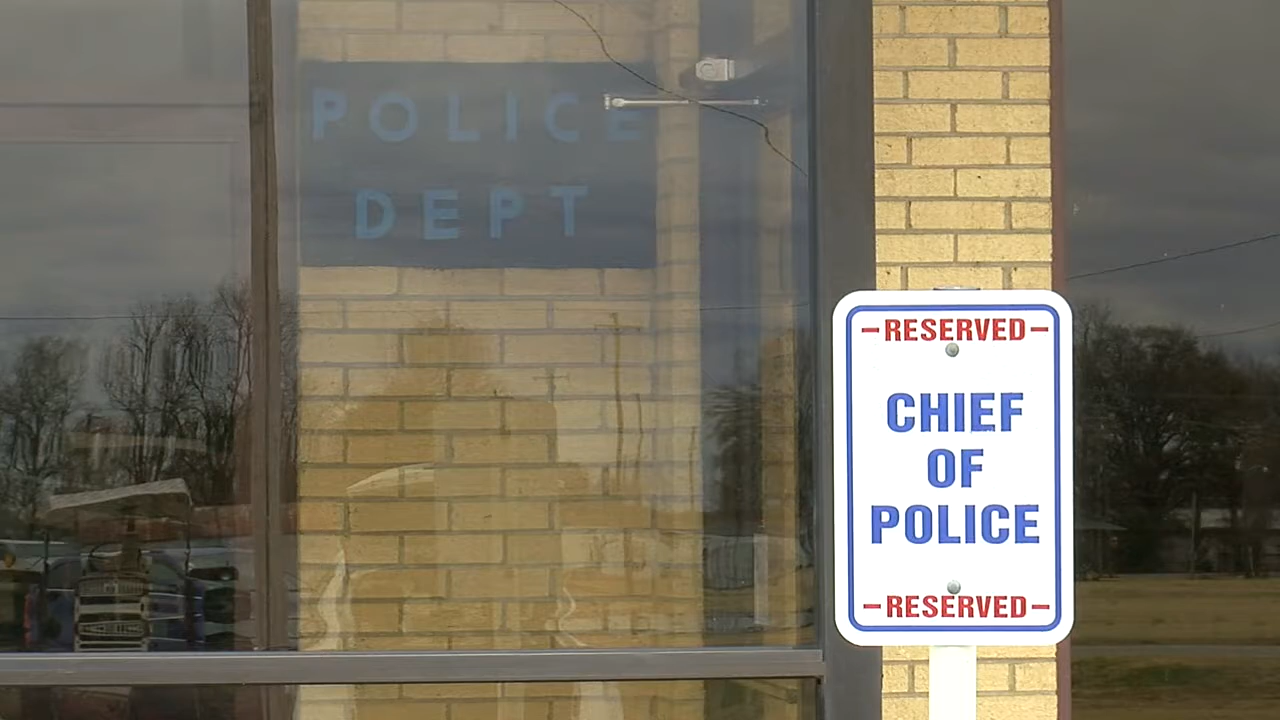 POLICE
DEPT
-RESERVED-
CHIEF
OF
POLICE
-RESERVED-